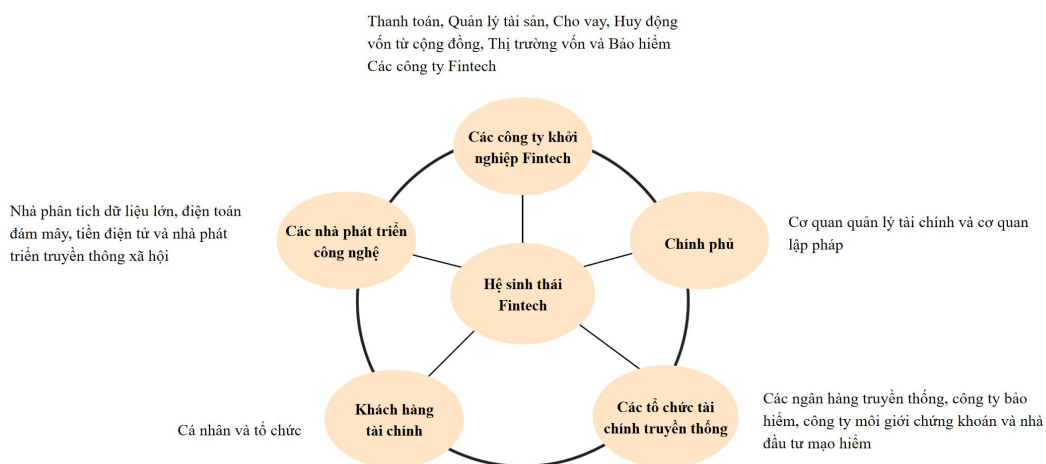 Thanh toán, Quản lý tài sản, Cho vay, Huy động
vốn từ cộng đồng, Thị trường vốn và Bảo hiểm
Các công ty Fintech
Các công ty khởi
nghiệp Fintech
Nhà phân tích dữ liệu lớn, điện toán
đám mây, tiền điện tử và nhà phát
triển truyền thông xã hội
Các nhà phát triển
công nghệ
Chính phủ
Cơ quan quản lý tài chính và cơ quan
lập pháp
Hệ sinh thái
Fintech
Cá nhân và tổ chức
Khách hàng
tài chính
Các tổ chức tài
chính truyền thống
Các ngân hàng truyền thống, công ty bảo
hiểm, công ty môi giới chứng khoán và nhà
đầu tư mạo hiểm